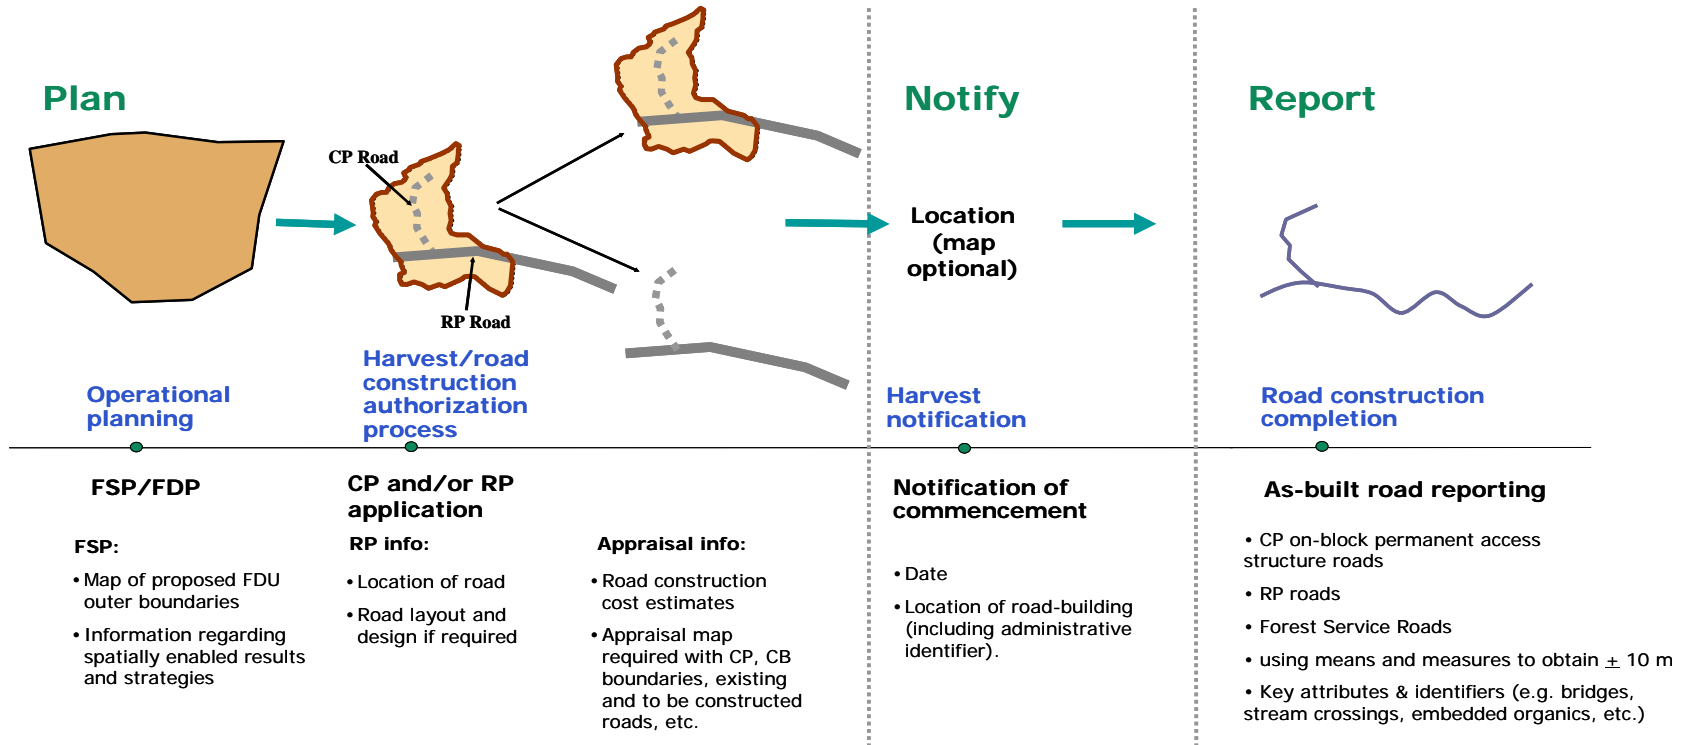 Plan
Notify
Report
CP Road
RP Road
Location
(map
optional)
Operational
planning
Harvest/road
construction
authorization
process
Harvest
notification
Road construction
completion
FSP/FDP
FSP:
• Map of proposed FDU
outer boundaries
• Information regarding
spatially enabled results
and strategies
CP and/or RP
application
RP info:
• Location of road
• Road layout and
design if required
Appraisal info:
• Road construction
cost estimates
• Appraisal map
required with CP, CB
boundaries, existing
and to be constructed
roads, etc.
Notification of
commencement
• Date
• Location of road-building
(including administrative
identifier).
As-built road reporting
• CP on-block permanent access
structure roads
• RP roads
• Forest Service Roads
• using means and measures to obtain ± 10 m
• Key attributes & identifiers (e.g. bridges,
stream crossings, embedded organics, etc.)